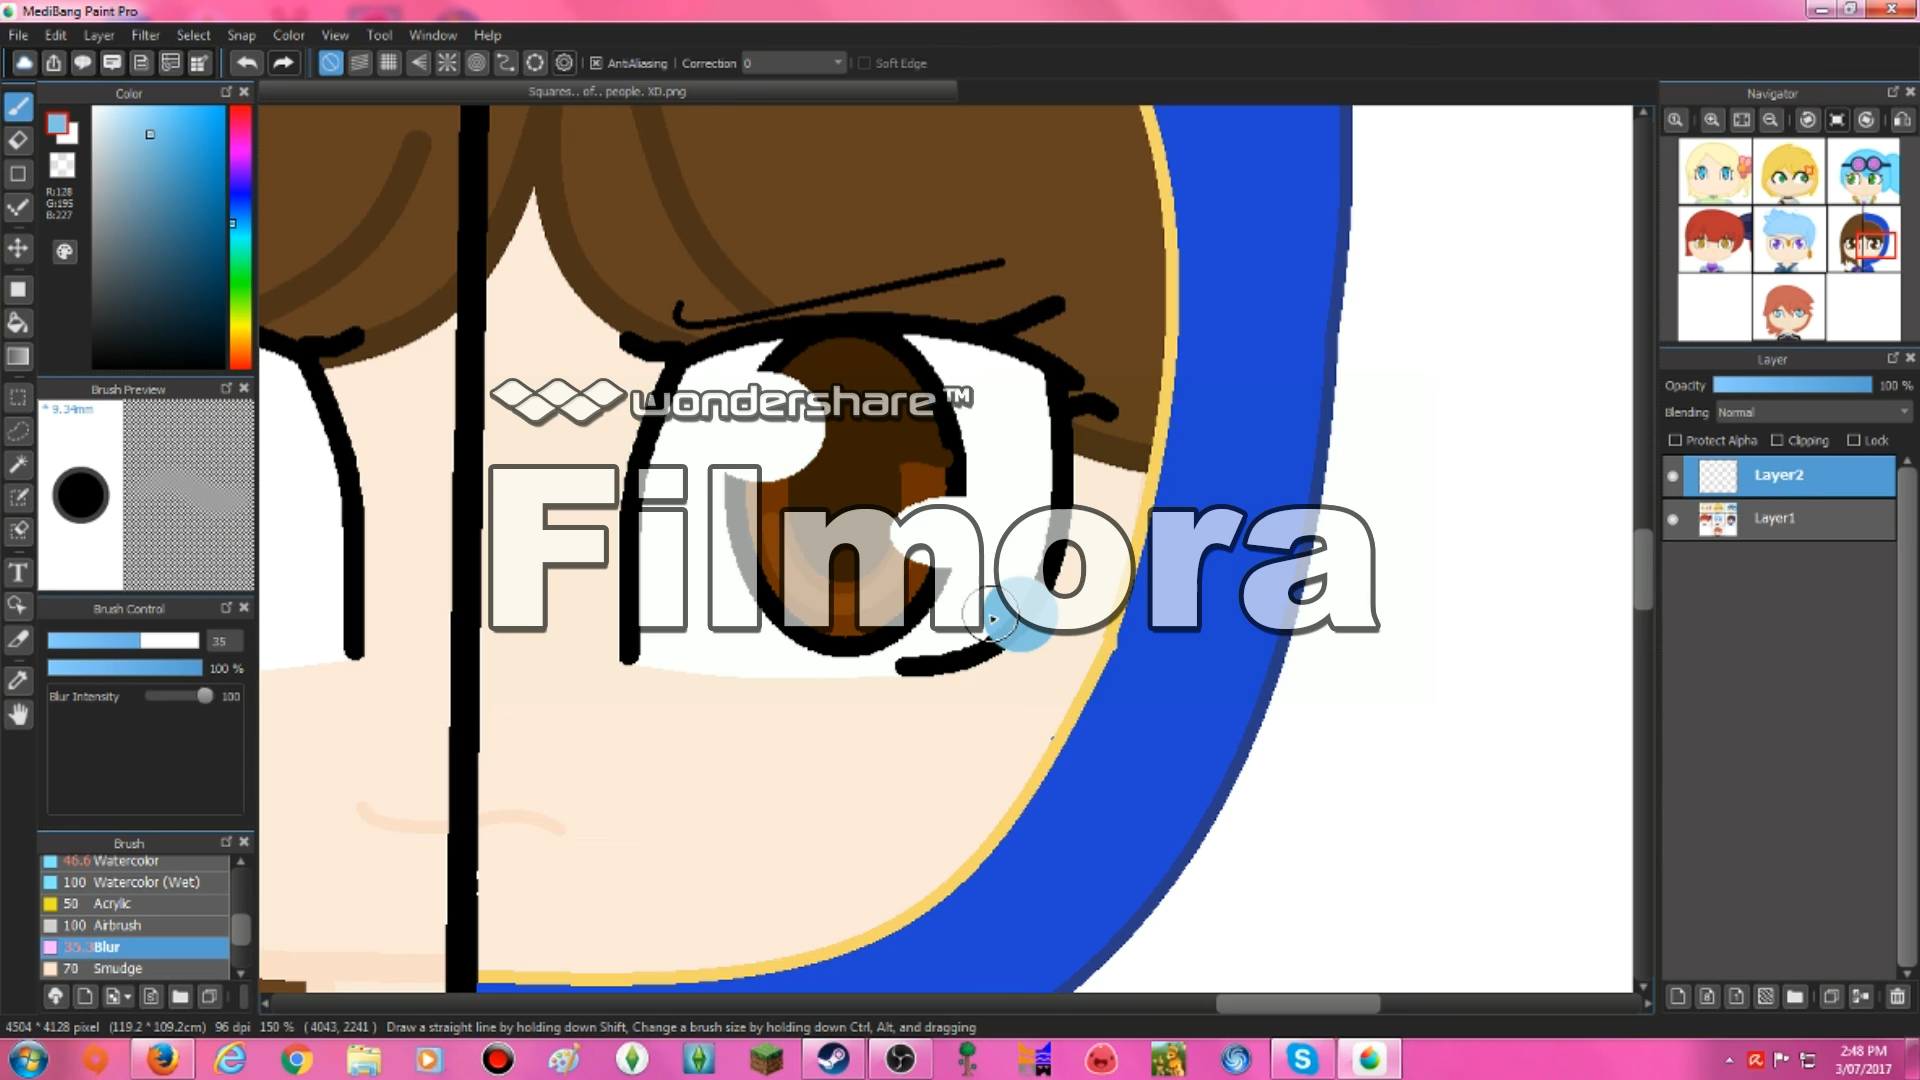 MediBang Paint Pro
File Edit Layer Filter Select Snap Color View Tool Window Help
AntiAliasing Correction 0 Soft Edge
Color
Squares.. of.. people. XD.png
Navigator
R:128
G:195
B:227
Layer
Opacity 100 %
Brush Preview
* 9.34mm
Blending Normal
Protect Alpha Clipping Lock
wondershare™
Filmora
Layer2
Layer1
Brush Control
35
100 %
Blur Intensity 100
Brush
46.6 Watercolor
100 Watercolor (Wet)
50 Acrylic
100 Airbrush
35.3 Blur
70 Smudge
4504 * 4128 pixel (119.2 * 109.2cm) 96 dpi 150 % ( 4043, 2241 ) Draw a straight line by holding down Shift, Change a brush size by holding down Ctrl, Alt, and dragging
2:48 PM
3/07/2017